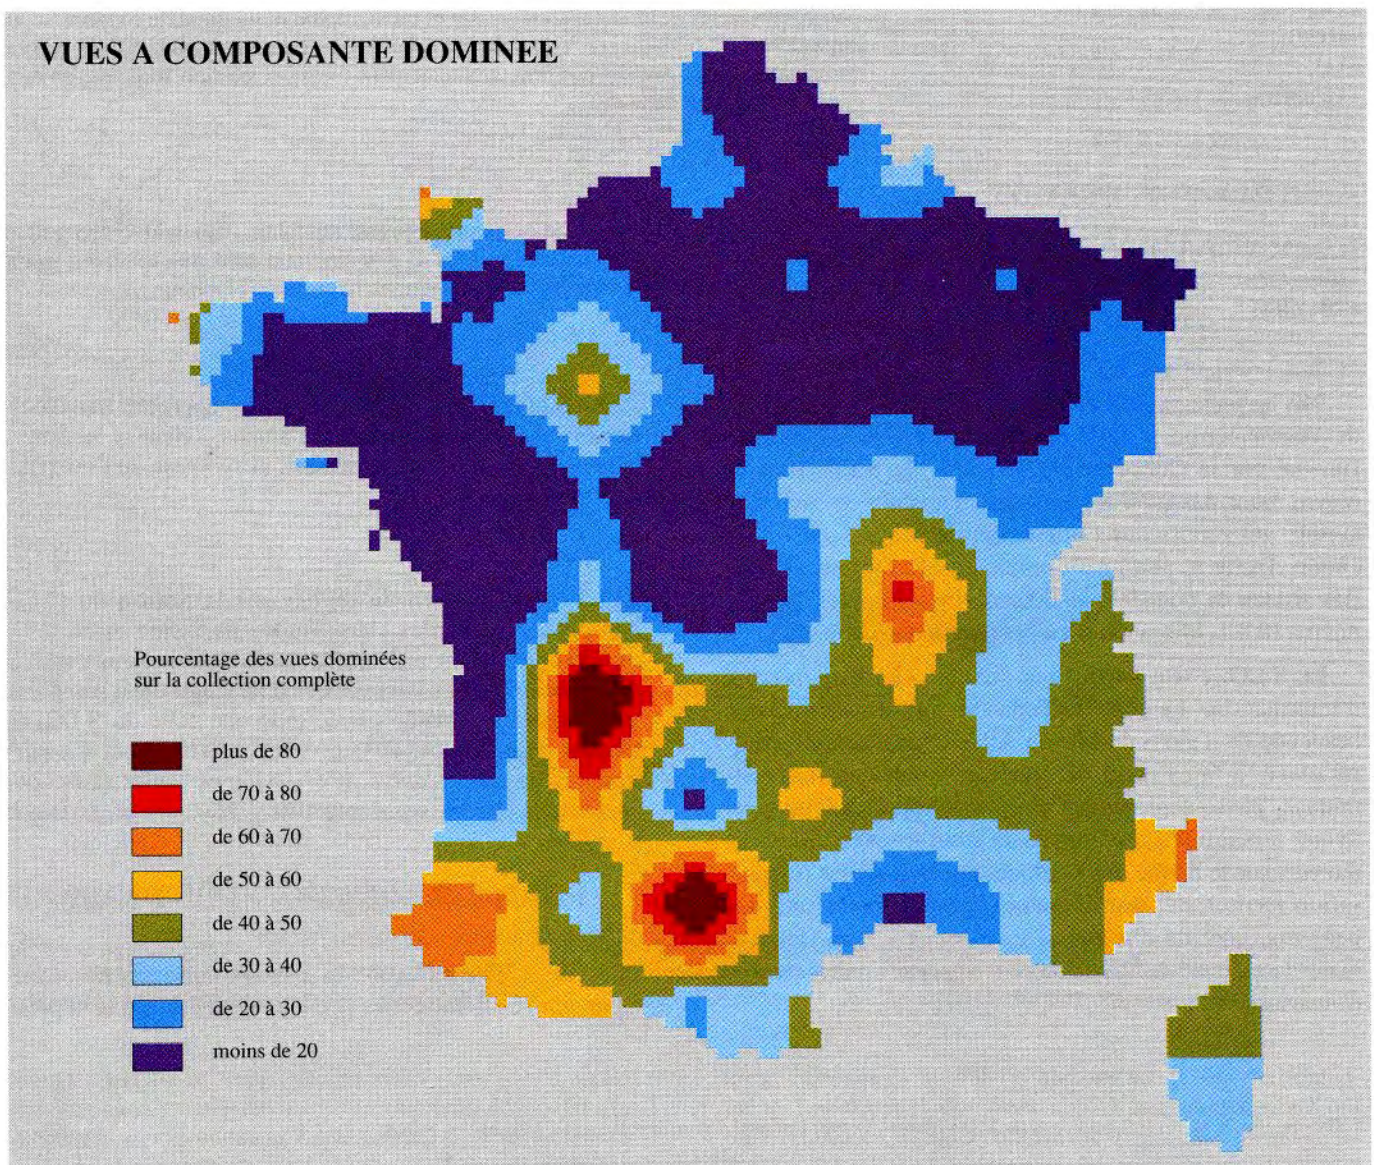 VUES A COMPOSANTE DOMINEE
Pourcentage des vues dominées
sur la collection complète
plus de 80
de 70 à 80
de 60 à 70
de 50 à 60
de 40 à 50
de 30 à 40
de 20 à 30
moins de 20